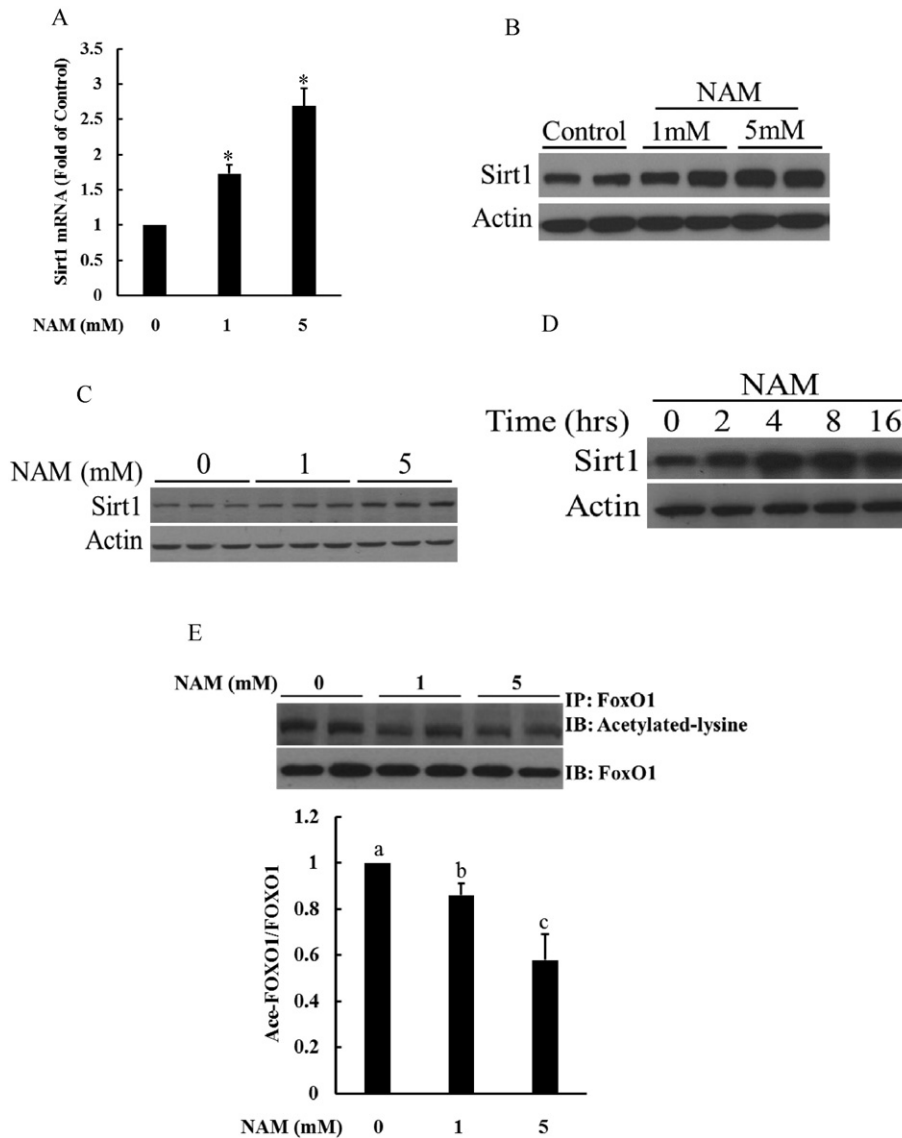 A
Sirt1 mRNA (Fold of Control)
3.5
3
2.5
2
1.5
1
0.5
0
*
*
NAM (mM) 0 1 5
B
NAM
Control 1mM 5mM
Sirt1
Actin
C
NAM (mM) 0 1 5
Sirt1
Actin
D
NAM
Time (hrs) 0 2 4 8 16
Sirt1
Actin
E
NAM (mM) 0 1 5
IP: FoxO1
IB: Acetylated-lysine
IB: FoxO1
Ace-FOXO1/FOXO1
1.2
1
0.8
0.6
0.4
0.2
0
a
b
c
NAM (mM) 0 1 5